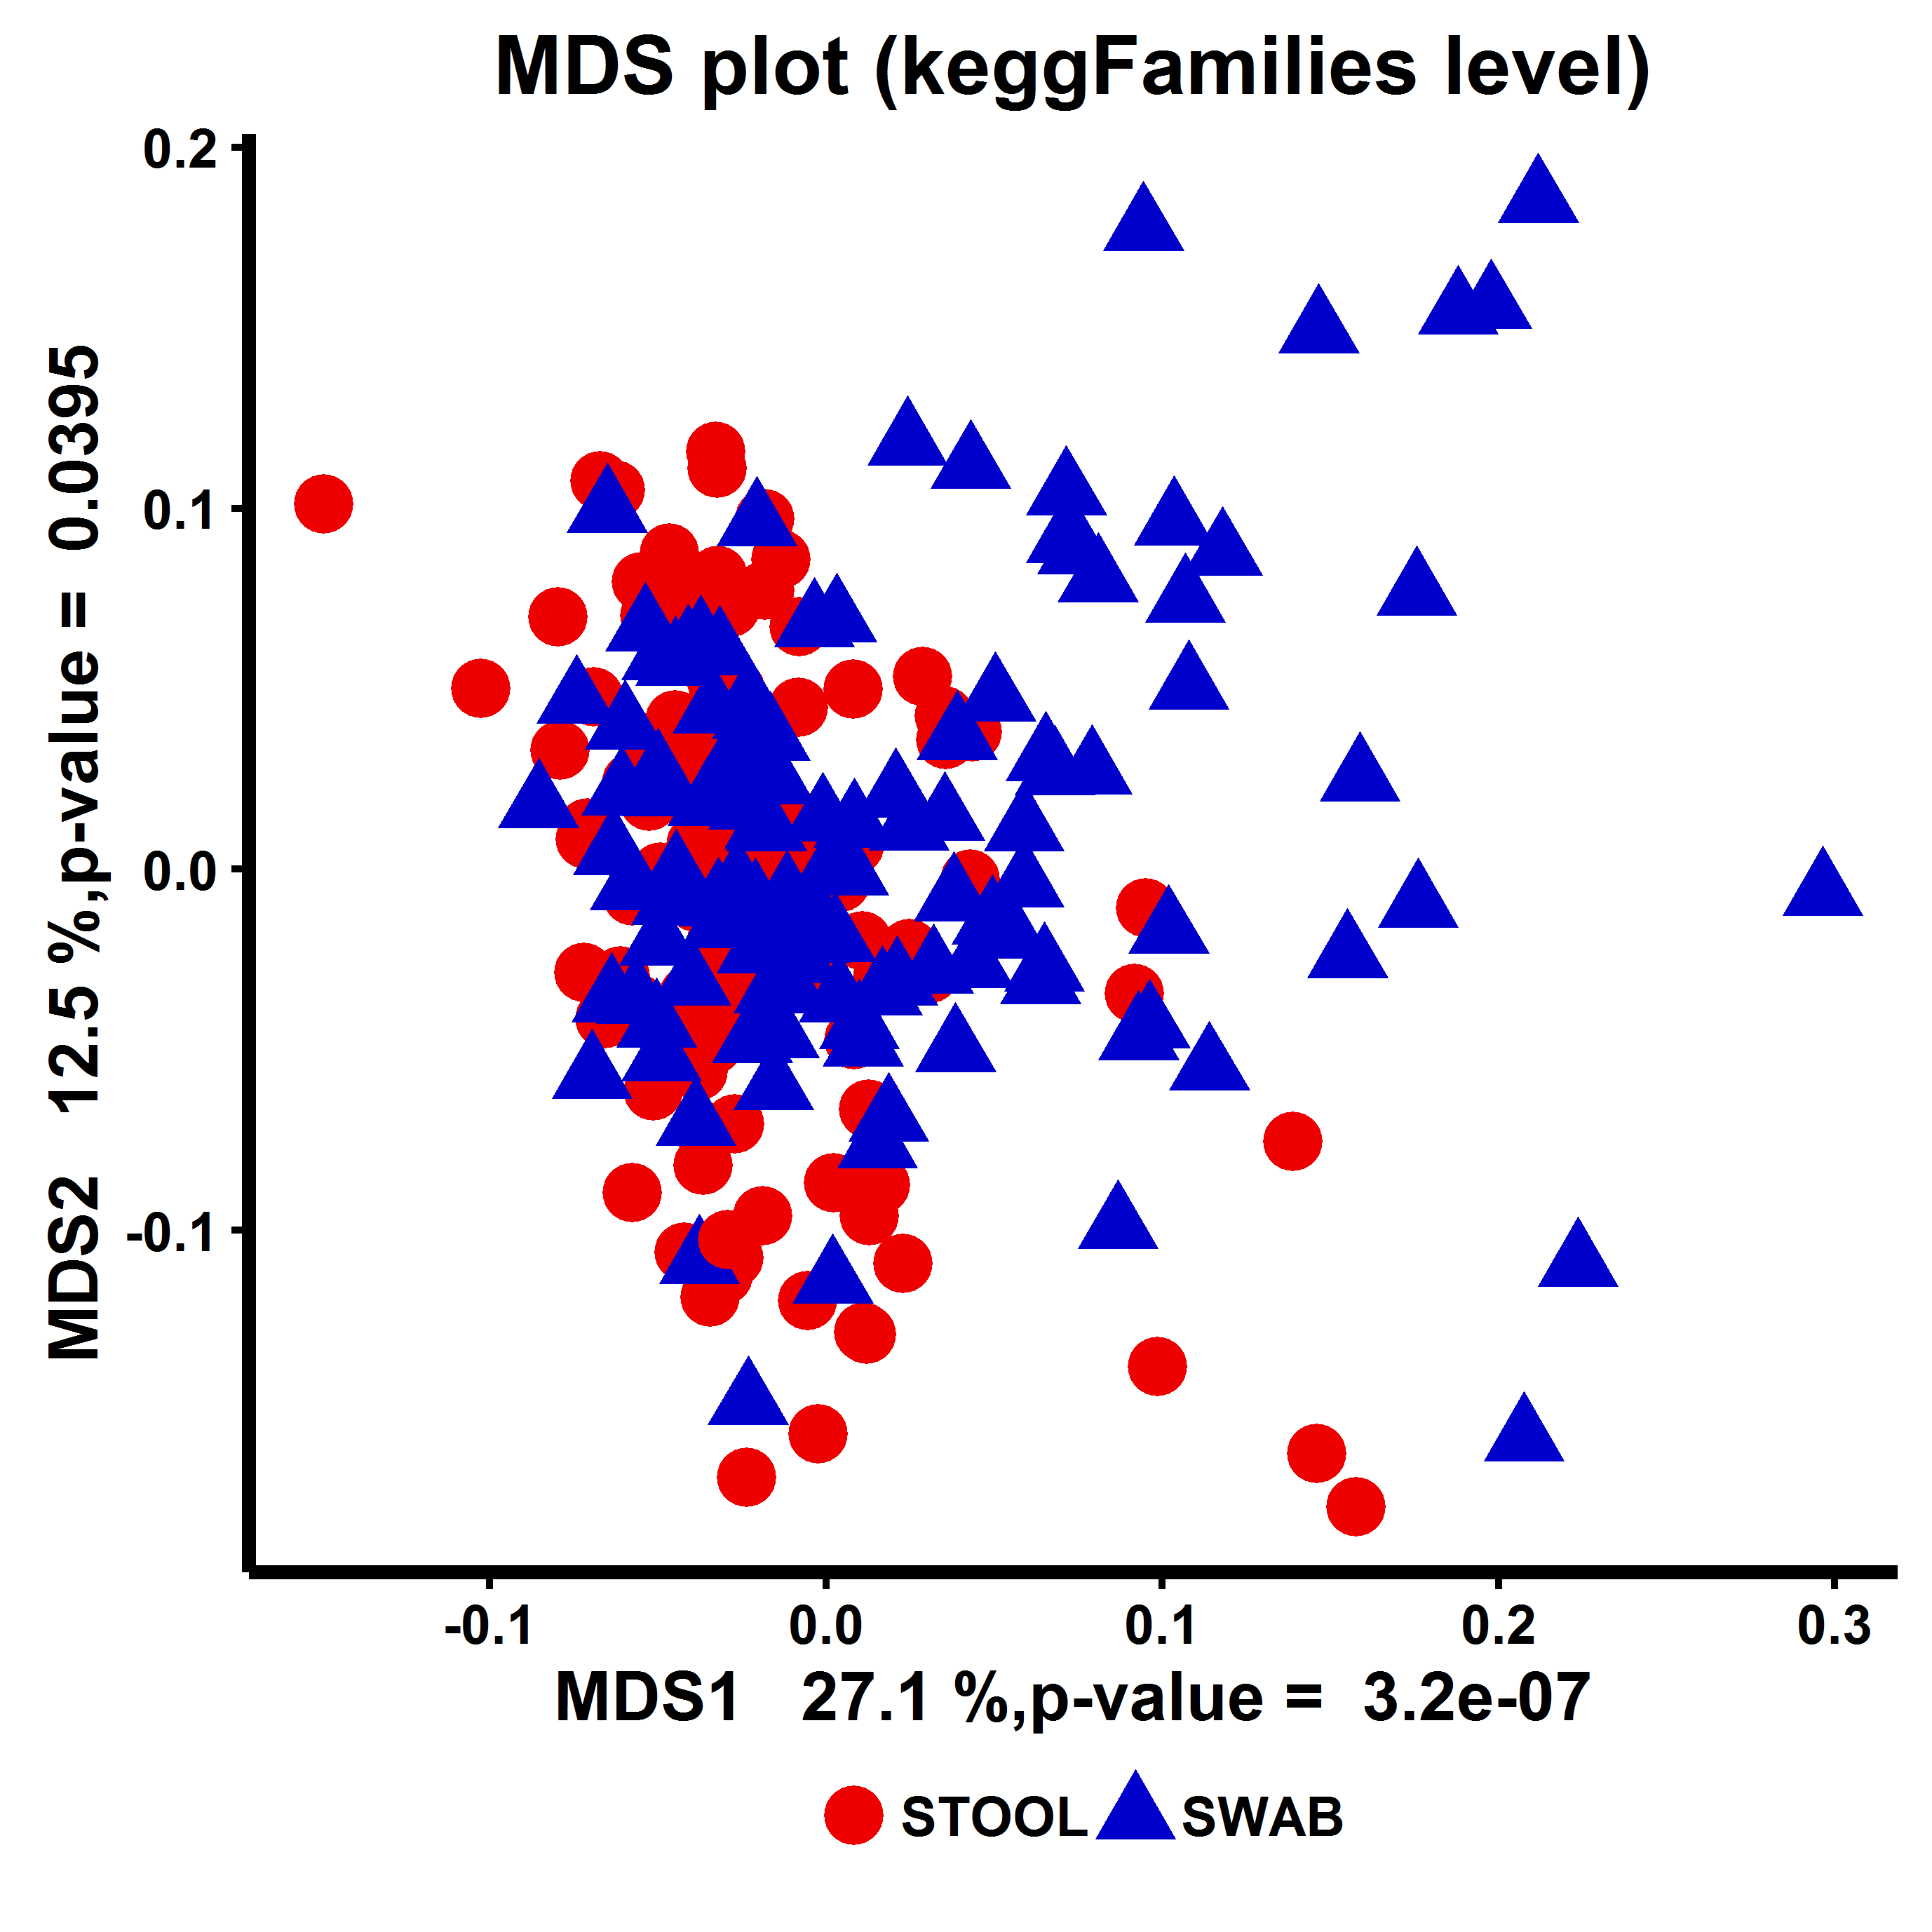 MDS plot (keggFamilies level)
0.2
0.1
0.0
-0.1
MDS2 12.5 %,p-value = 0.0395
-0.1 0.0 0.1 0.2 0.3
MDS1 27.1 %,p-value = 3.2e-07
STOOL SWAB